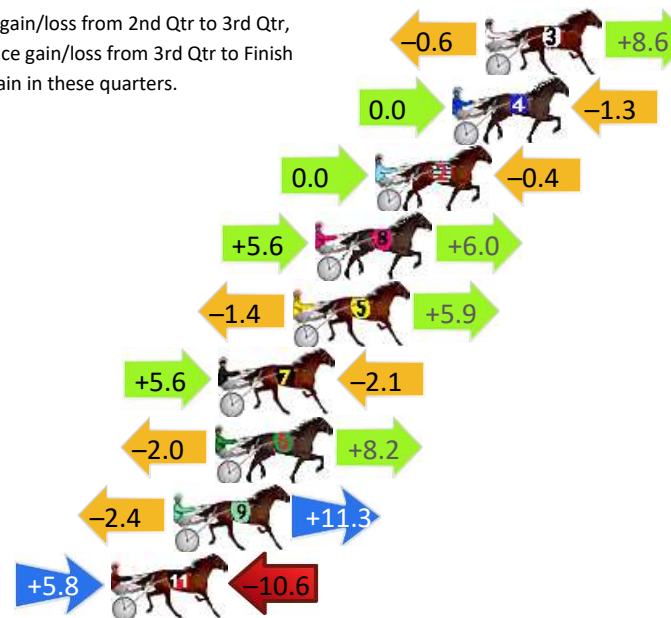 gain/loss from 2nd Qtr to 3rd Qtr,
ce gain/loss from 3rd Qtr to Finish
ain in these quarters.
−0.6 3 +8.6
0.0 4 −1.3
0.0 2 −0.4
+5.6 8 +6.0
−1.4 5 +5.9
+5.6 7 −2.1
−2.0 6 +8.2
−2.4 9 +11.3
+5.8 11 −10.6